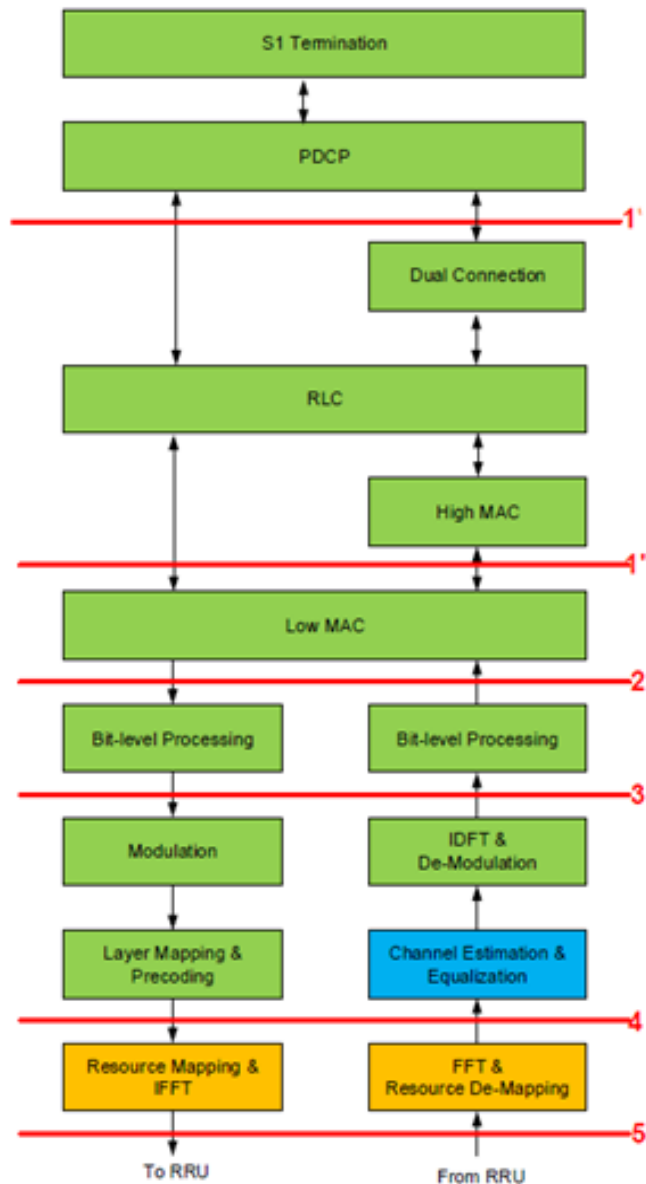 S1 Termination
PDCP
1'
Dual Connection
RLC
High MAC
1'
Low MAC
2
Bit-level Processing
Bit-level Processing
3
Modulation
IDFT &
De-Modulation
Layer Mapping &
Precoding
Channel Estimation &
Equalization
4
Resource Mapping &
IFFT
FFT &
Resource De-Mapping
5
To RRU
From RRU